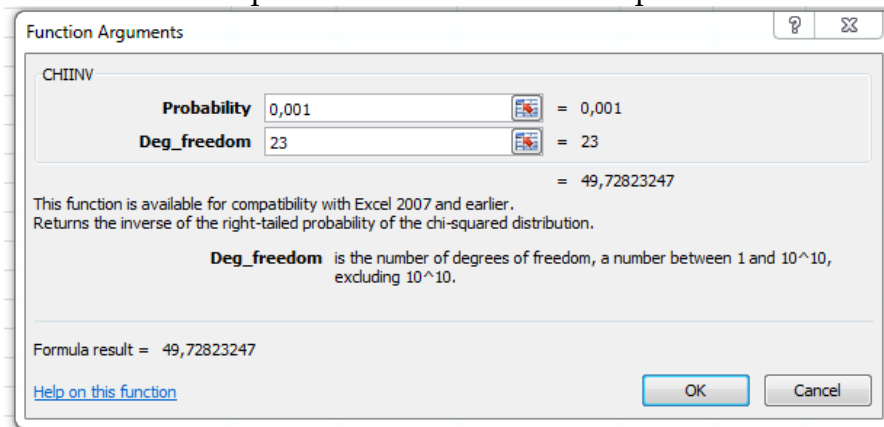 Function Arguments
CHIINV
Probability 0,001 = 0,001
Deg_freedom 23 = 23
= 49,72823247
This function is available for compatibility with Excel 2007 and earlier.
Returns the inverse of the right-tailed probability of the chi-squared distribution.
Deg_freedom is the number of degrees of freedom, a number between 1 and 10^10,
excluding 10^10.
Formula result = 49,72823247
Help on this function
OK Cancel